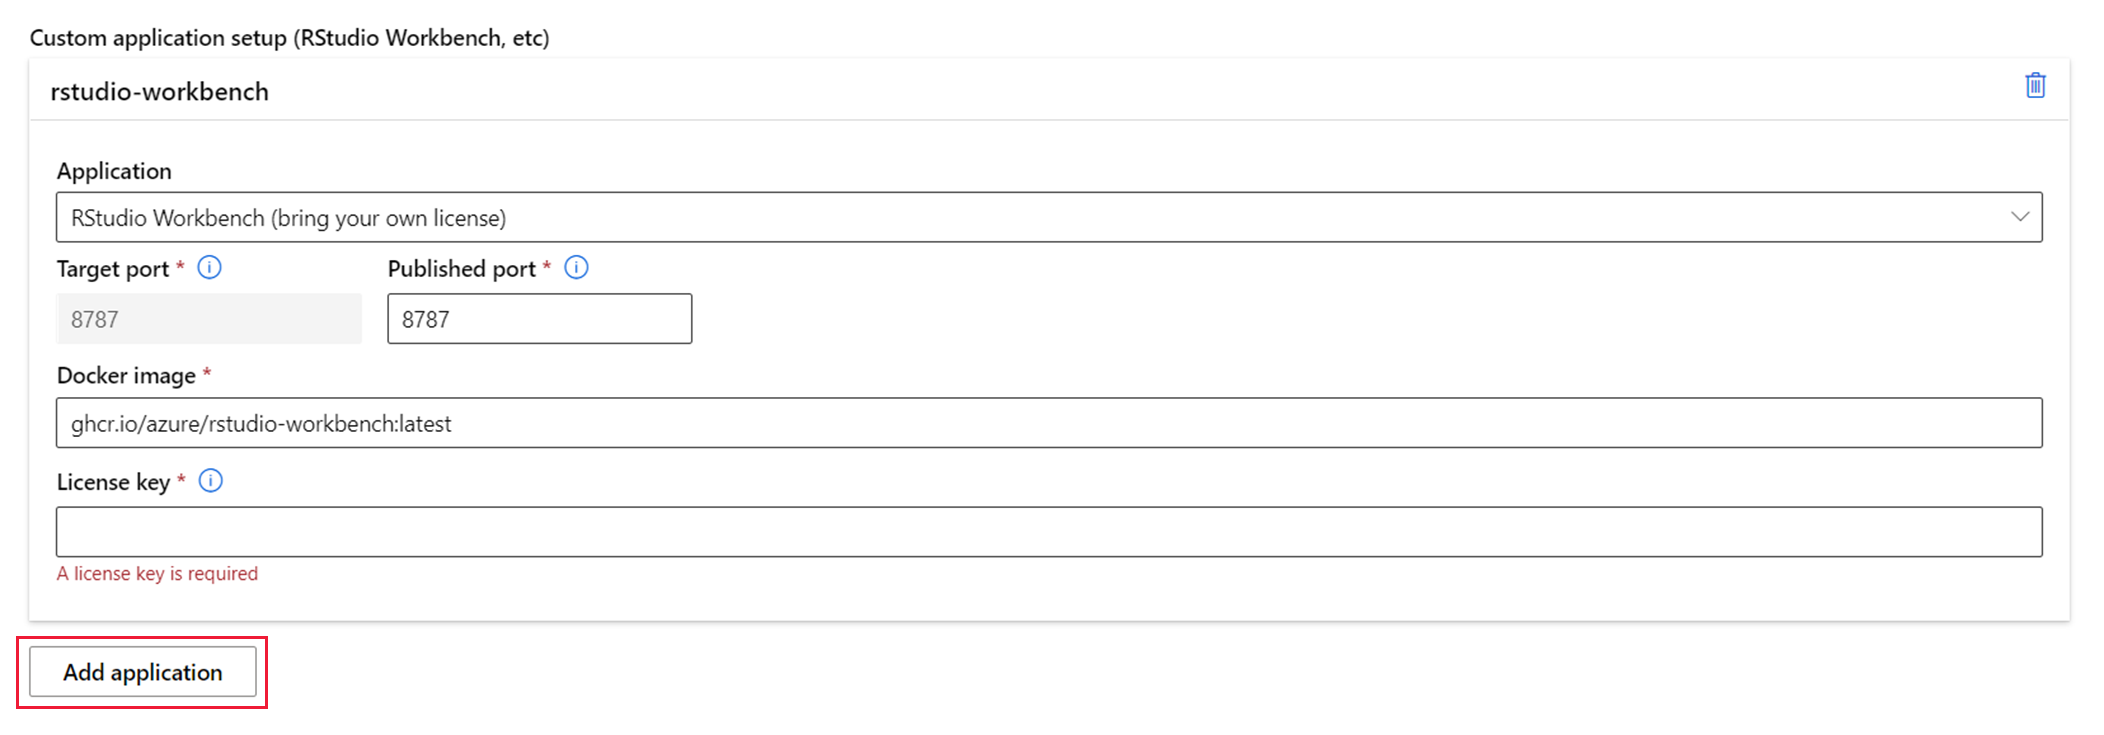 Custom application setup (RStudio Workbench, etc)
rstudio-workbench
Application
RStudio Workbench (bring your own license)
Target port * Published port *
8787 8787
Docker image *
ghcr.io/azure/rstudio-workbench:latest
License key *
A license key is required
Add application